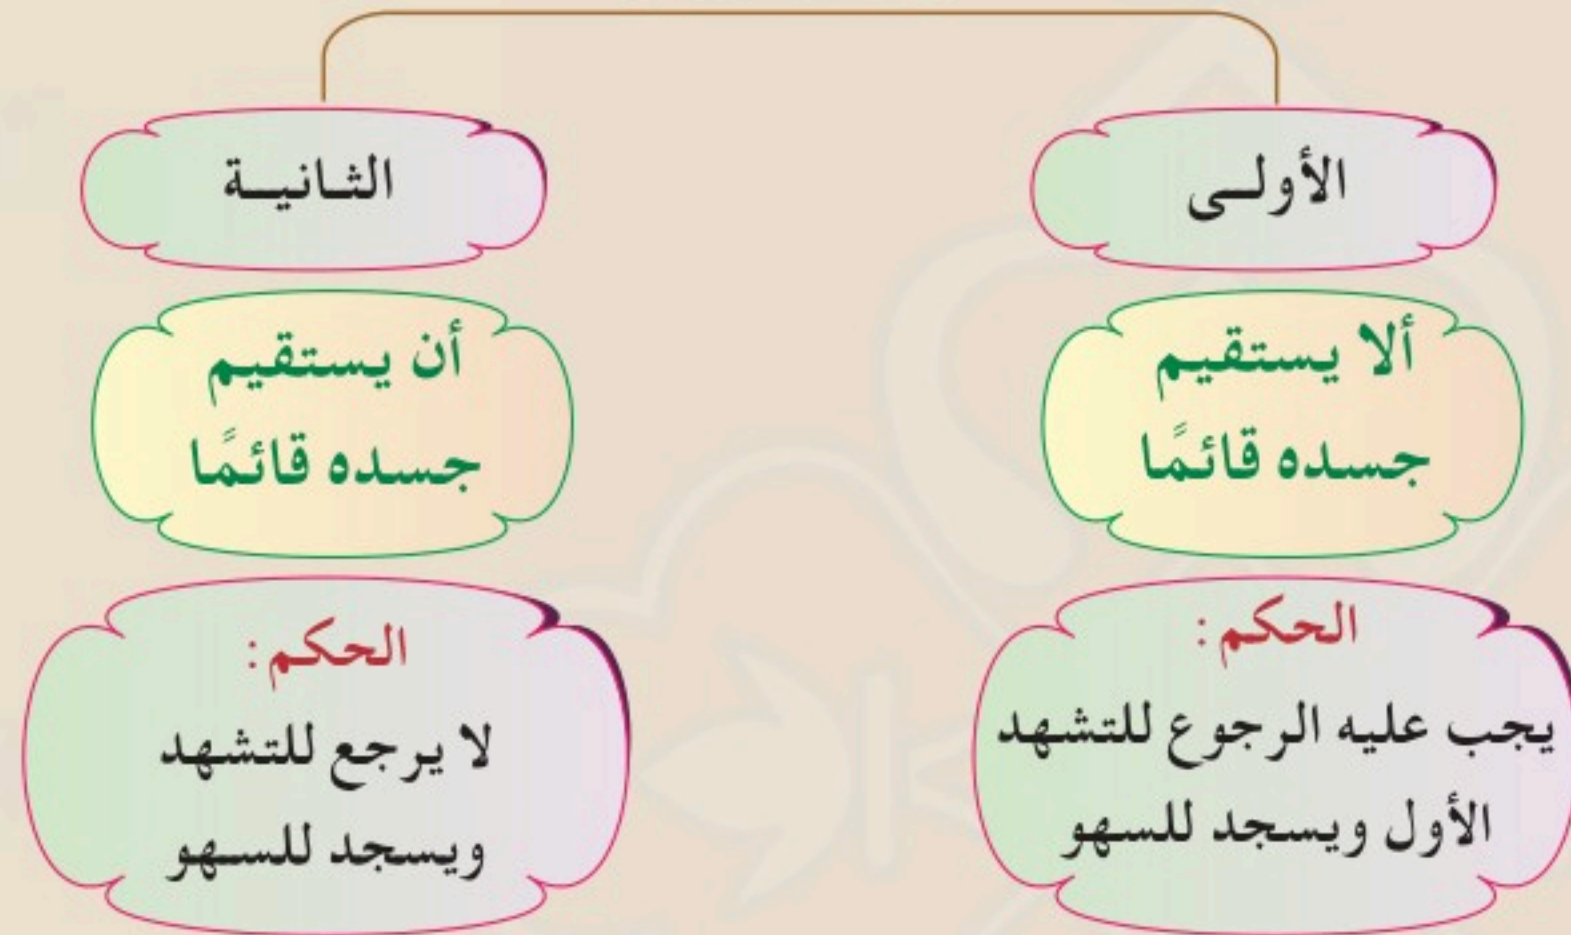 الأولى
ألا يستقيم
جسده قائمًا
الحكم:
يجب عليه الرجوع للتشهد
الأول ويسجد للسهو
الثانية
أن يستقيم
جسده قائمًا
الحكم:
لا يرجع للتشهد
ويسجد للسهو